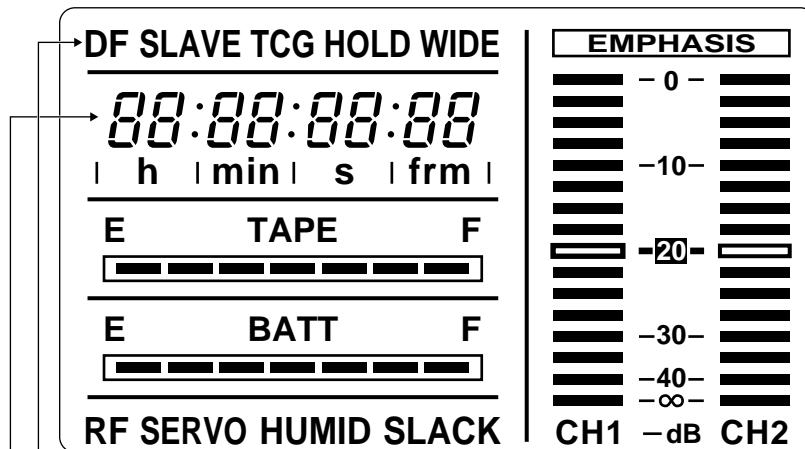 DF SLAVE TCG HOLD WIDE
88:88:88:88
h min s frm
E TAPE F
E BATT F
RF SERVO HUMID SLACK
EMPHASIS
0
-10-
-20-
-30-
-40-
-∞-
CH1 -dB CH2